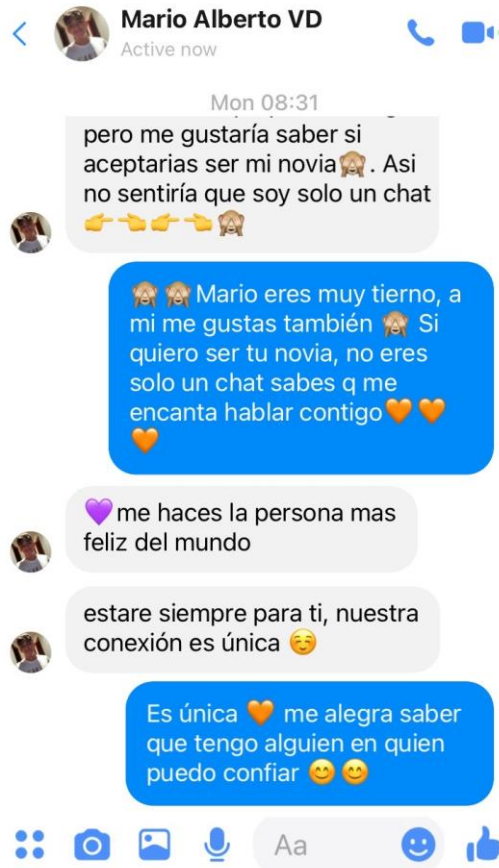 Mario Alberto VD
Active now
Mon 08:31
pero me gustaría saber si
aceptarias ser mi novia🙈. Asi
no sentiría que soy solo un chat
👉👈👉👈🙈
🙈🙈Mario eres muy tierno, a
mi me gustas también 🙈 Si
quiero ser tu novia, no eres
solo un chat sabes q me
encanta hablar contigo🧡🧡
🧡
💜me haces la persona mas
feliz del mundo
estare siempre para ti, nuestra
conexión es única ☺️
Es única 🧡 me alegra saber
que tengo alguien en quien
puedo confiar 😊😊
Aa